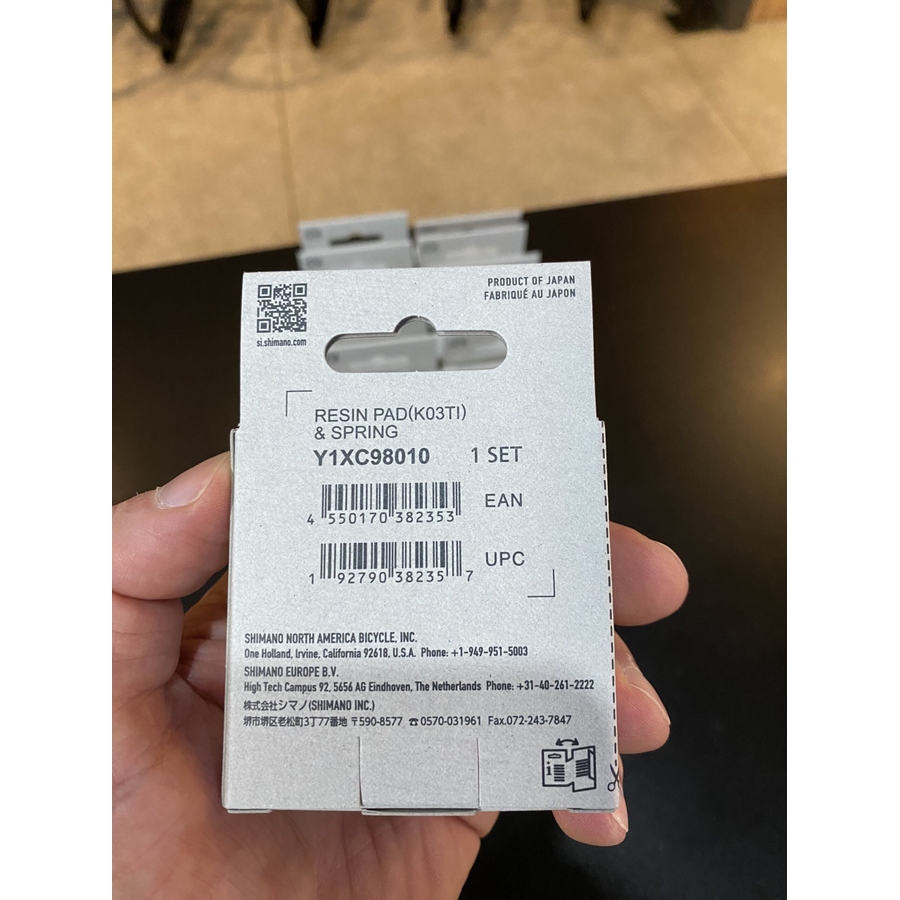 PRODUCT OF JAPAN
FABRIQUÉ AU JAPON
si.shimano.com
RESIN PAD(K03TI)
& SPRING
Y1XC98010 1 SET
4 550170 382353 EAN
1 92790 38235 7 UPC
SHIMANO NORTH AMERICA BICYCLE, INC.
One Holland, Irvine, California 92618, U.S.A. Phone: +1-949-951-5003
SHIMANO EUROPE B.V.
High Tech Campus 92, 5656 AG Eindhoven, The Netherlands Phone: +31-40-261-2222
株式会社シマノ(SHIMANO INC.)
堺市堺区老松町3丁77番地 〒590-8577 ☎0570-031961 Fax.072-243-7847